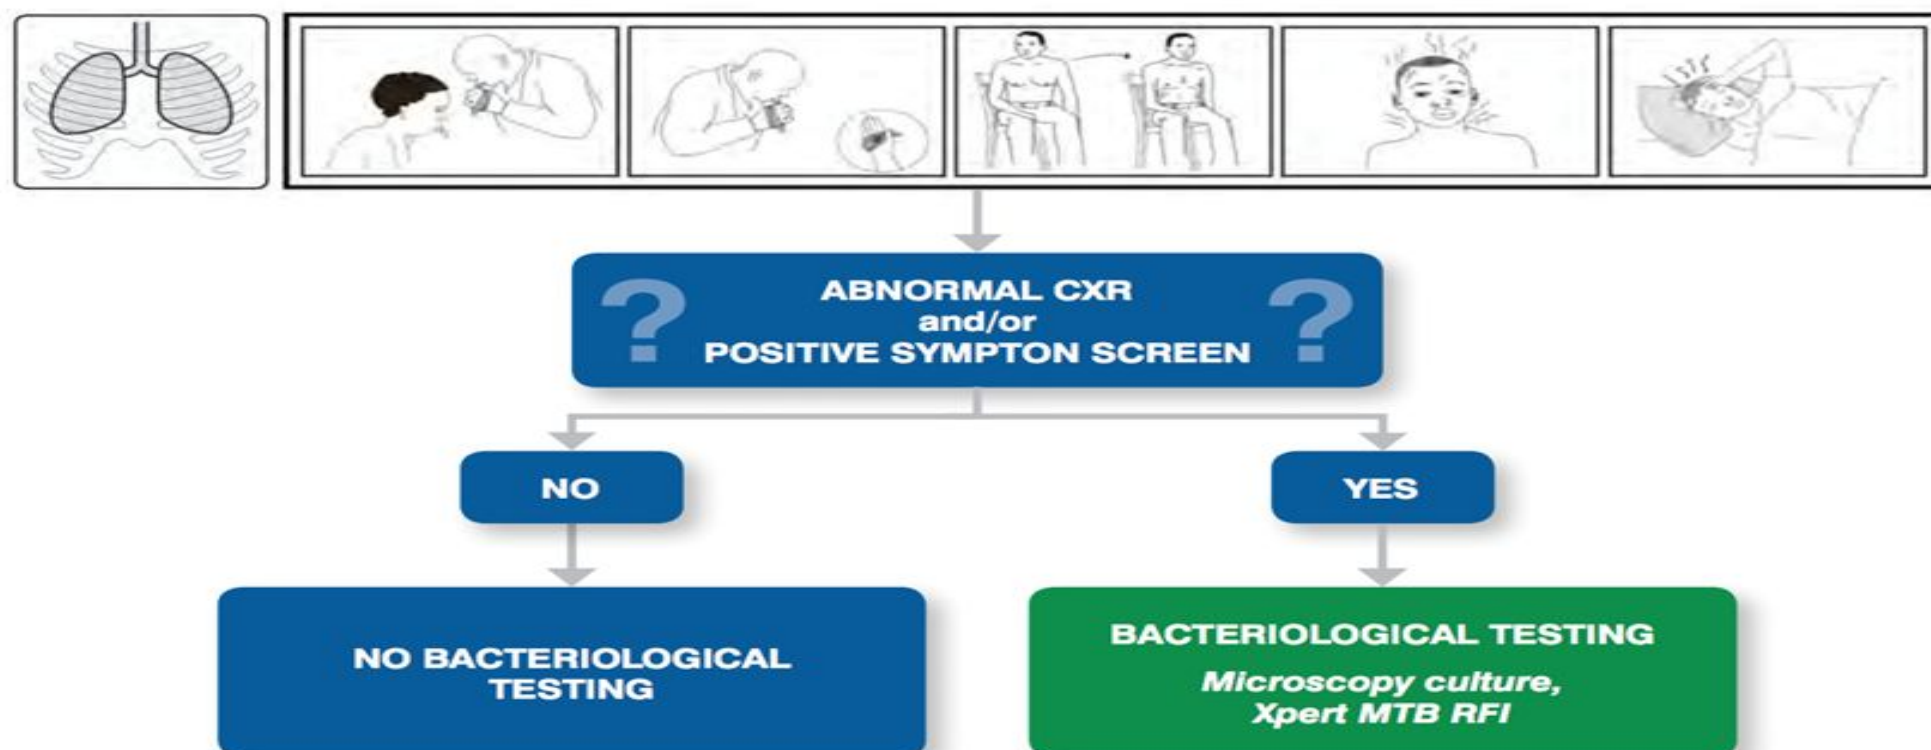 ?
ABNORMAL CXR
and/or
POSITIVE SYMPTON SCREEN
?
NO
YES
NO BACTERIOLOGICAL
TESTING
BACTERIOLOGICAL TESTING
Microscopy culture,
Xpert MTB RFI